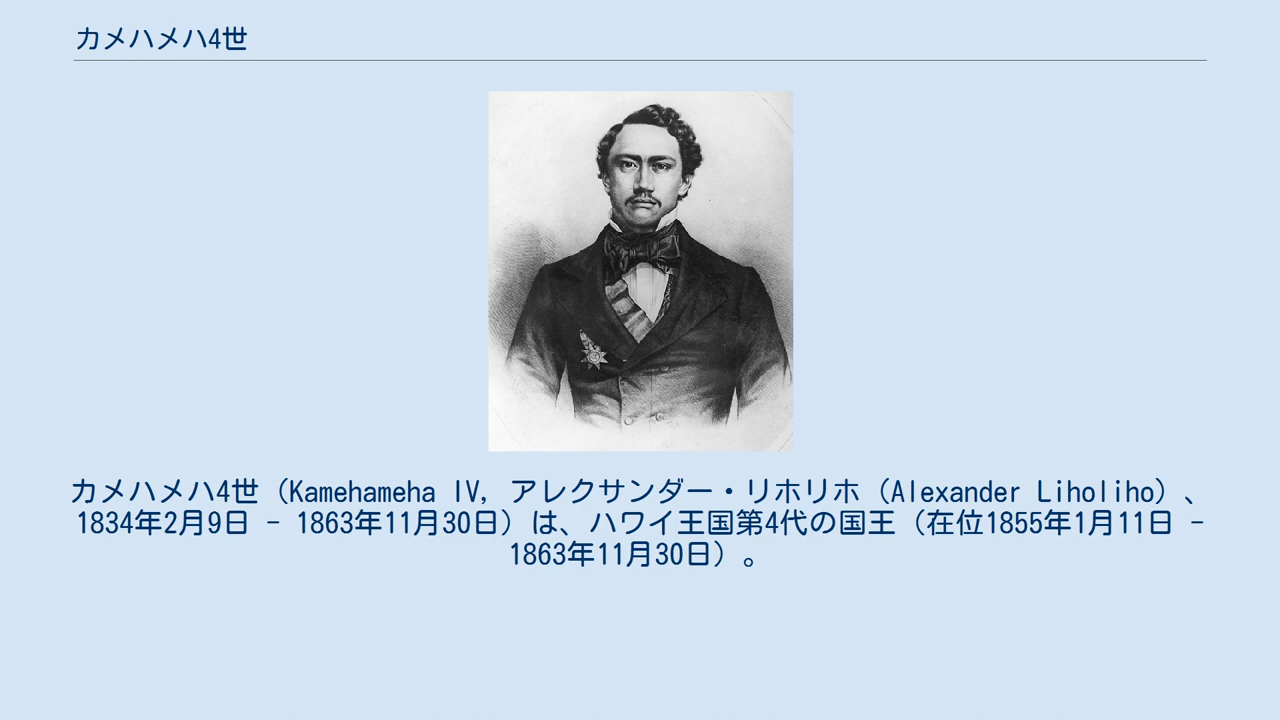 カメハメハ4世
カメハメハ4世（Kamehameha IV, アレクサンダー・リホリホ（Alexander Liholiho）、
1834年2月9日 - 1863年11月30日）は、ハワイ王国第4代の国王（在位1855年1月11日 -
1863年11月30日）。